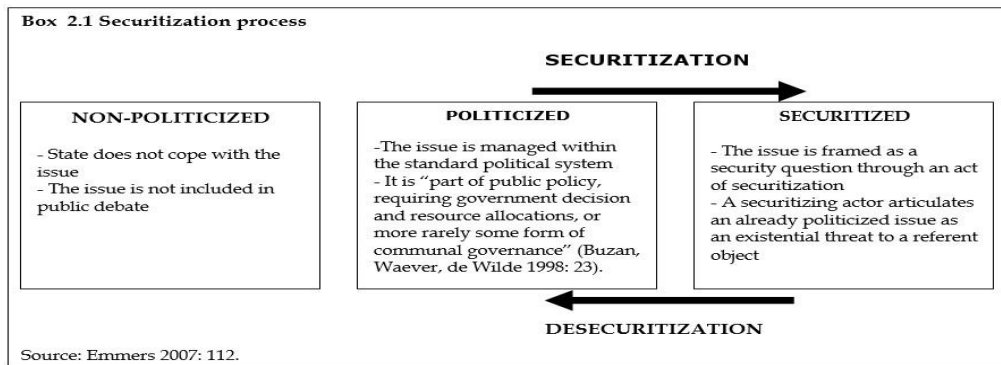 Box 2.1 Securitization process
SECURITIZATION
NON-POLITICIZED
- State does not cope with the
issue
- The issue is not included in
public debate
POLITICIZED
-The issue is managed within
the standard political system
- It is “part of public policy,
requiring government decision
and resource allocations, or
more rarely some form of
communal governance” (Buzan,
Waever, de Wilde 1998: 23).
SECURITIZED
- The issue is framed as a
security question through an act
of securitization
- A securitizing actor articulates
an already politicized issue as
an existential threat to a referent
object
DESECURITIZATION
Source: Emmers 2007: 112.